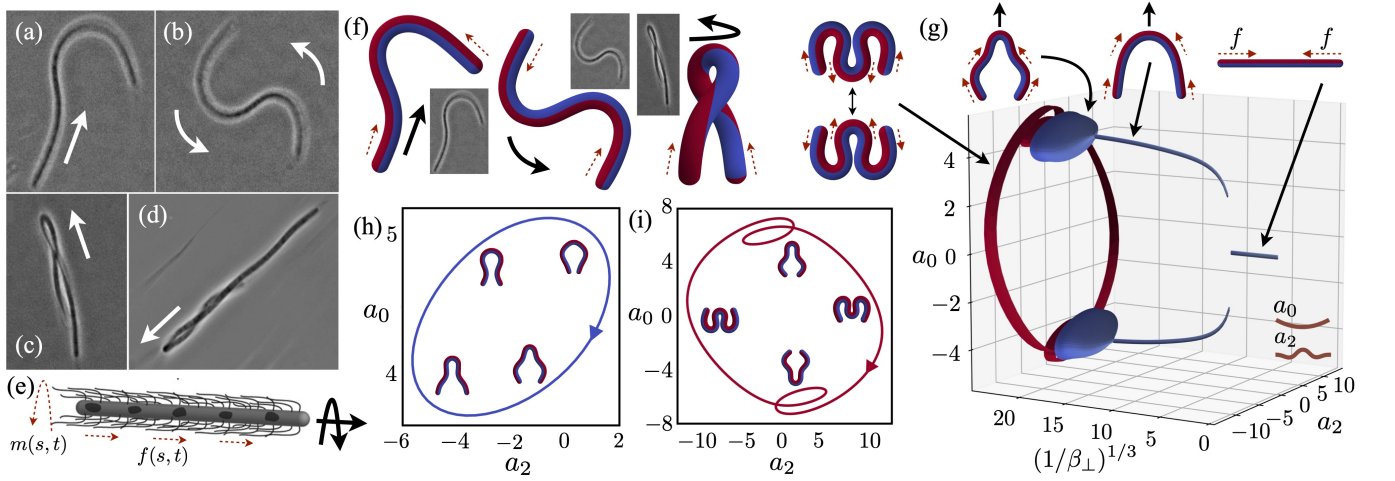 (a)
(b)
(c)
(d)
(e)
m(s, t)
f(s, t)
(f)
(g)
f
f
a₀
4
2
0
−2
−4
20
15
10
5
0
(1/β⊥)^{1/3}
−10
−5
0
5
10
a₂
a₀
a₂
(h)
5
a₀
4
−6
−4
−2
0
2
a₂
(i)
8
4
a₀ 0
−4
−8
−10
−5
0
5
10
a₂